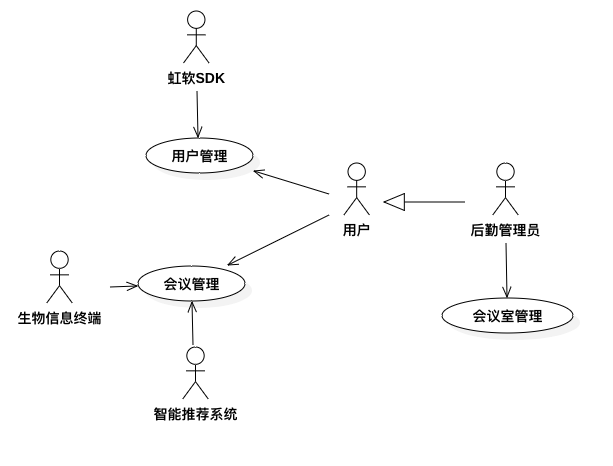 虹软SDK
用户管理
用户
后勤管理员
会议管理
生物信息终端
会议室管理
智能推荐系统